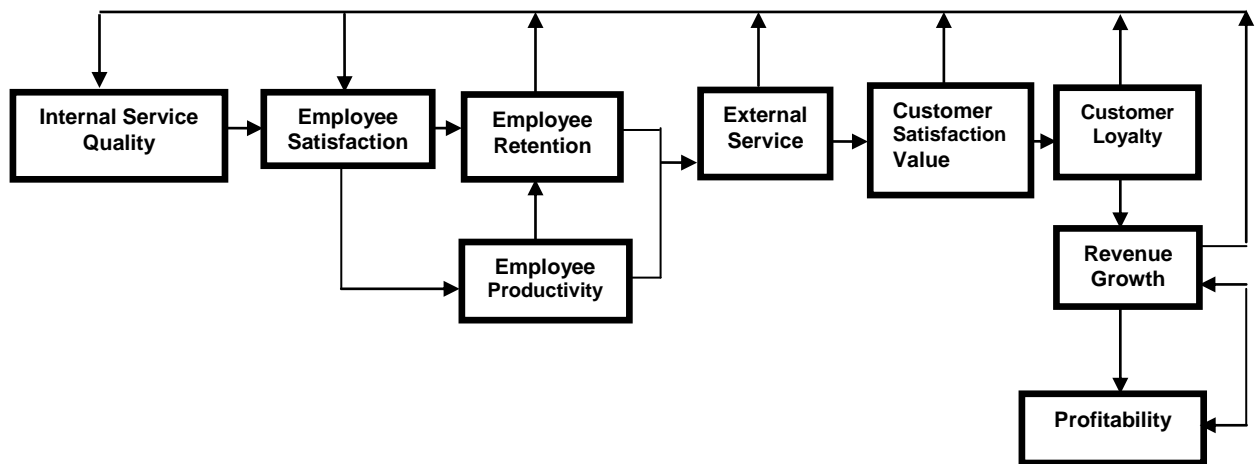 Internal Service
Quality
Employee
Satisfaction
Employee
Retention
External
Service
Customer
Satisfaction
Value
Customer
Loyalty
Employee
Productivity
Revenue
Growth
Profitability